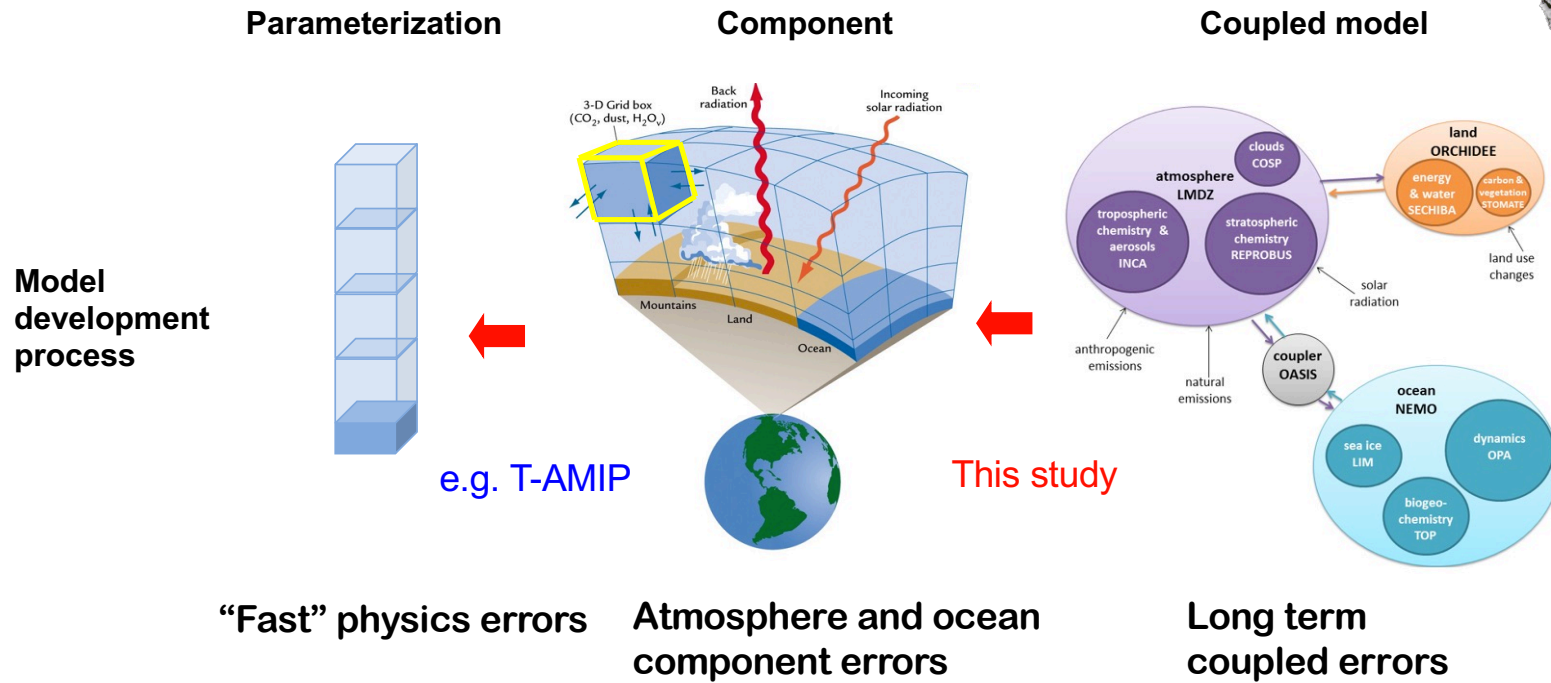 Parameterization
Component
Coupled model
Model
development
process
3-D Grid box
(CO₂, dust, H₂Oᵥ)
Back
radiation
Incoming
solar radiation
Mountains
Land
Ocean
clouds
COSP
atmosphere
LMDZ
tropospheric
chemistry &
aerosols
INCA
stratospheric
chemistry
REPROBUS
land
ORCHIDEE
energy
& water
SECHIBA
carbon &
vegetation
STOMATE
land use
changes
solar
radiation
anthropogenic
emissions
natural
emissions
coupler
OASIS
ocean
NEMO
sea ice
LIM
dynamics
OPA
biogeo-
chemistry
TOP
e.g. T-AMIP
This study
“Fast” physics errors
Atmosphere and ocean
component errors
Long term
coupled errors